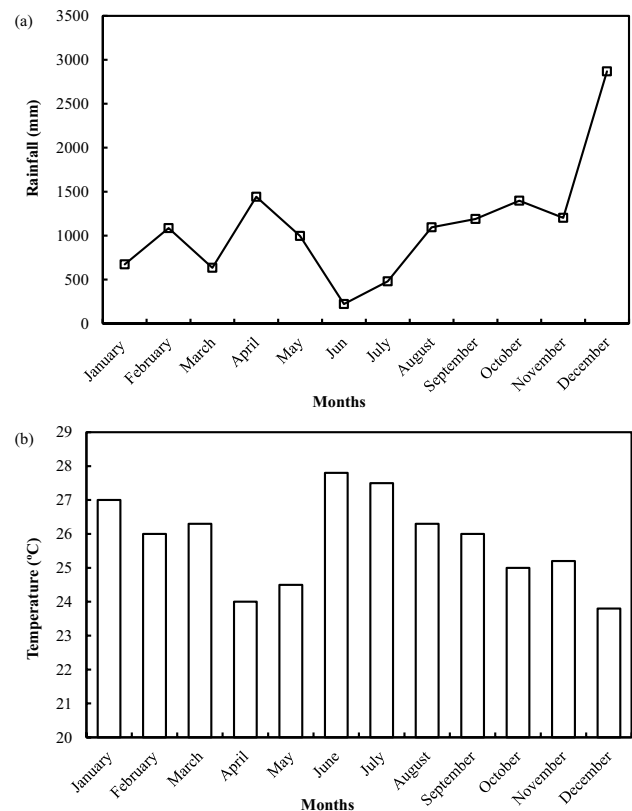 (a)
Rainfall (mm)
3500
3000
2500
2000
1500
1000
500
0
January
February
March
April
May
Jun
July
August
September
October
November
December
Months
(b)
Temperature (ºC)
29
28
27
26
25
24
23
22
21
20
January
February
March
April
May
June
July
August
September
October
November
December
Months